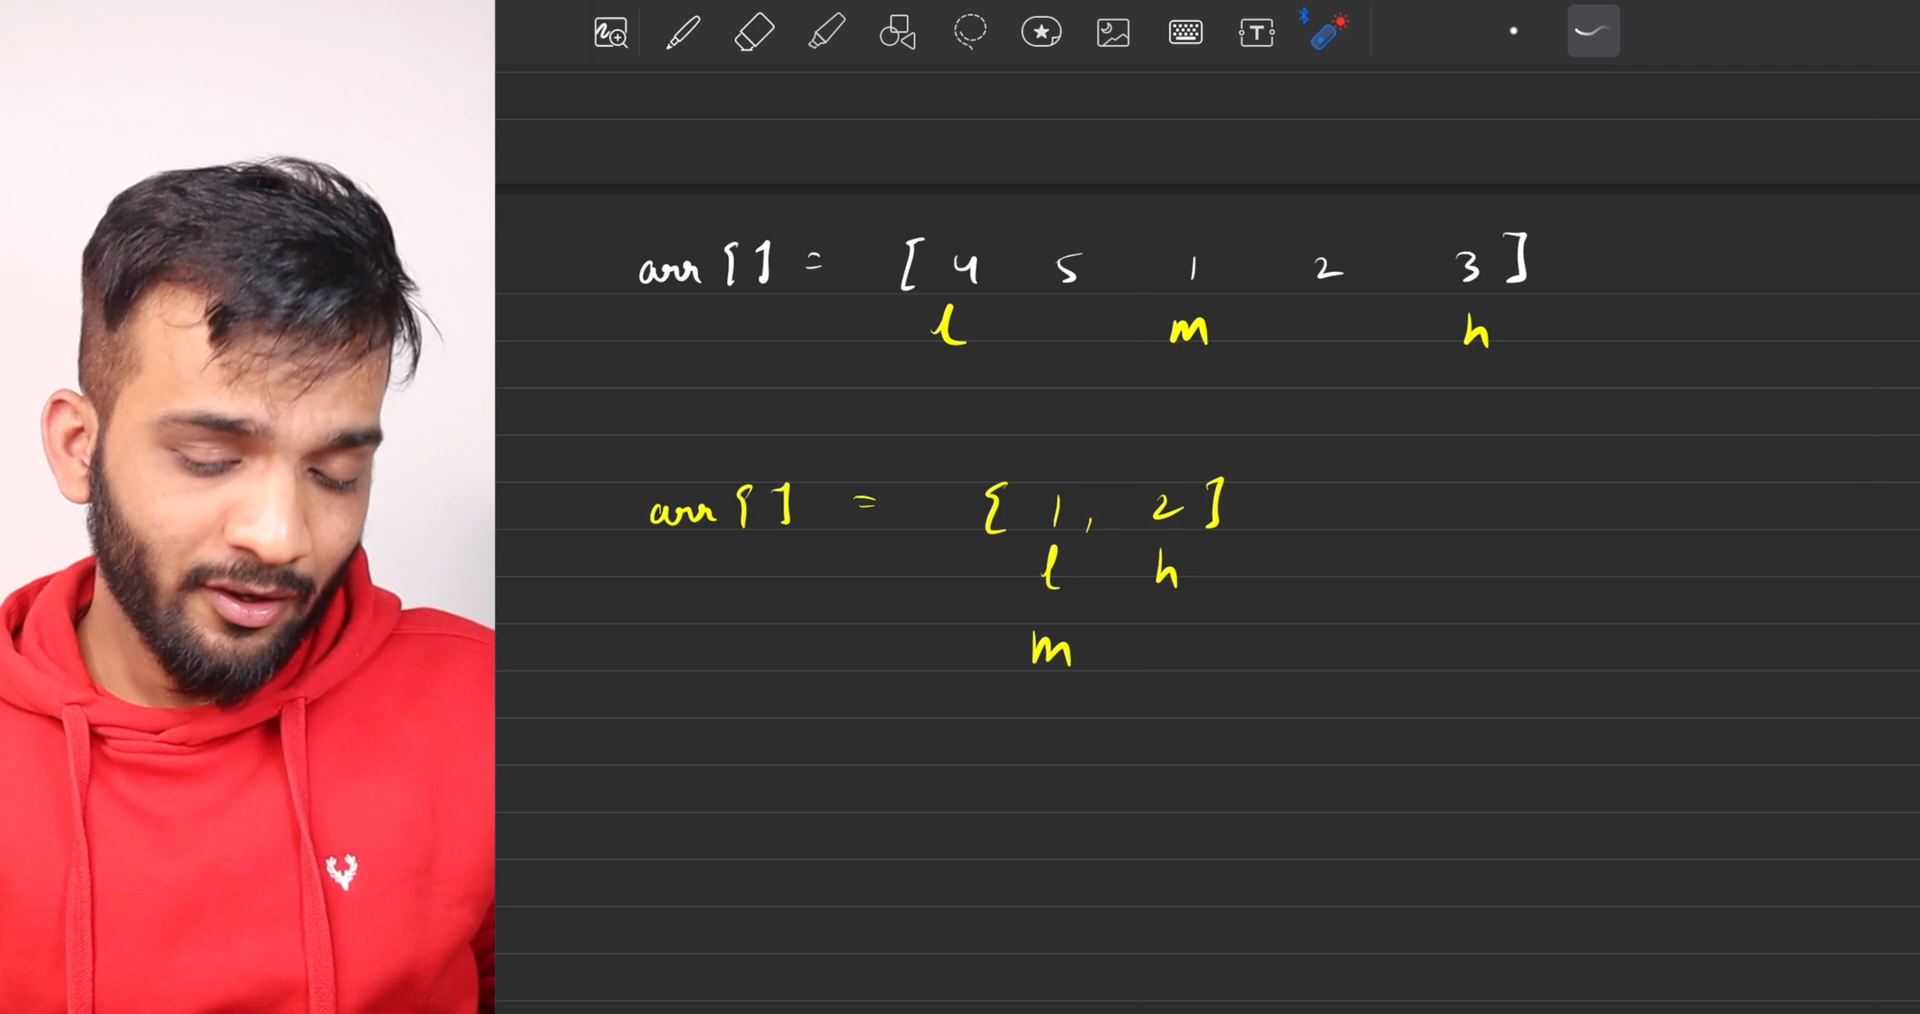 arr[] = [ 4 5 1 2 3 ]
l m h
arr[] = [ 1, 2 ]
l h
m